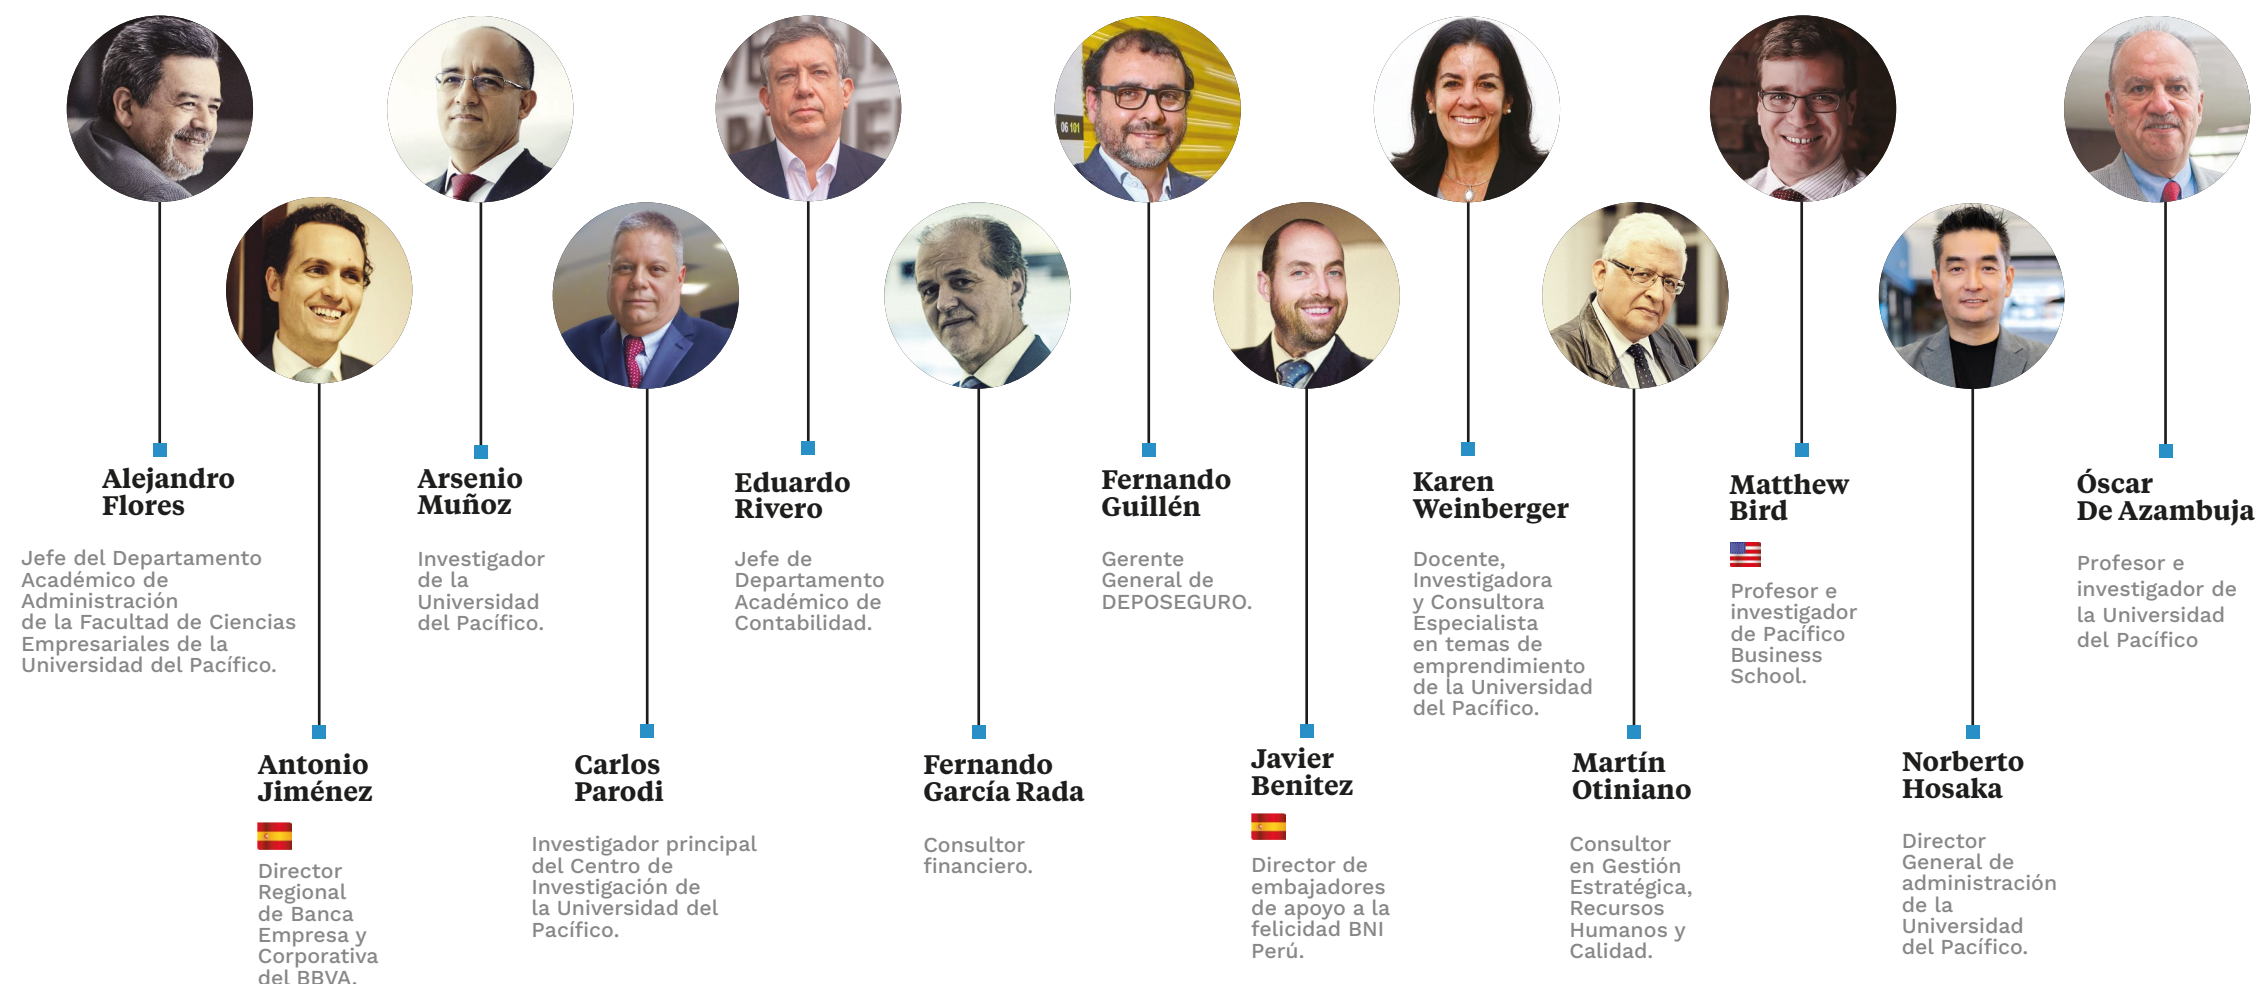 06 101
Alejandro
Flores
Jefe del Departamento
Académico de
Administración
de la Facultad de Ciencias
Empresariales de la
Universidad del Pacífico.
Arsenio
Muñoz
Investigador
de la
Universidad
del Pacífico.
Eduardo
Rivero
Jefe de
Departamento
Académico de
Contabilidad.
Fernando
Guillén
Gerente
General de
DEPOSEGURO.
Karen
Weinberger
Docente,
Investigadora
y Consultora
Especialista
en temas de
emprendimiento
de la Universidad
del Pacífico.
Matthew
Bird
Profesor e
investigador
de Pacífico
Business
School.
Óscar
De Azambuja
Profesor e
investigador de
la Universidad
del Pacífico
Antonio
Jiménez
Director
Regional
de Banca
Empresa y
Corporativa
del BBVA.
Carlos
Parodi
Investigador principal
del Centro de
Investigación de
la Universidad del
Pacífico.
Fernando
García Rada
Consultor
financiero.
Javier
Benitez
Director de
embajadores
de apoyo a la
felicidad BNI
Perú.
Martín
Otiniano
Consultor
en Gestión
Estratégica,
Recursos
Humanos y
Calidad.
Norberto
Hosaka
Director
General de
administración
de la
Universidad
del Pacífico.